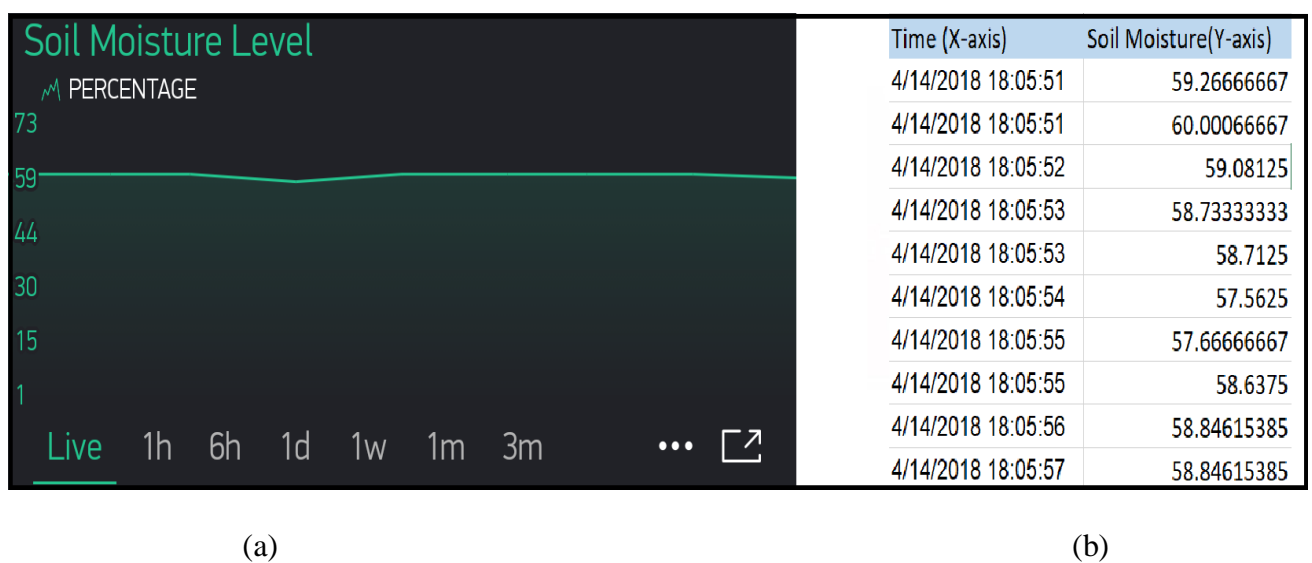 Soil Moisture Level
PERCENTAGE
73
59
44
30
15
1
Live 1h 6h 1d 1w 1m 3m
Time (X-axis) Soil Moisture(Y-axis)
4/14/2018 18:05:51 59.26666667
4/14/2018 18:05:51 60.00066667
4/14/2018 18:05:52 59.08125
4/14/2018 18:05:53 58.73333333
4/14/2018 18:05:53 58.7125
4/14/2018 18:05:54 57.5625
4/14/2018 18:05:55 57.66666667
4/14/2018 18:05:55 58.6375
4/14/2018 18:05:56 58.84615385
4/14/2018 18:05:57 58.84615385
(a) (b)